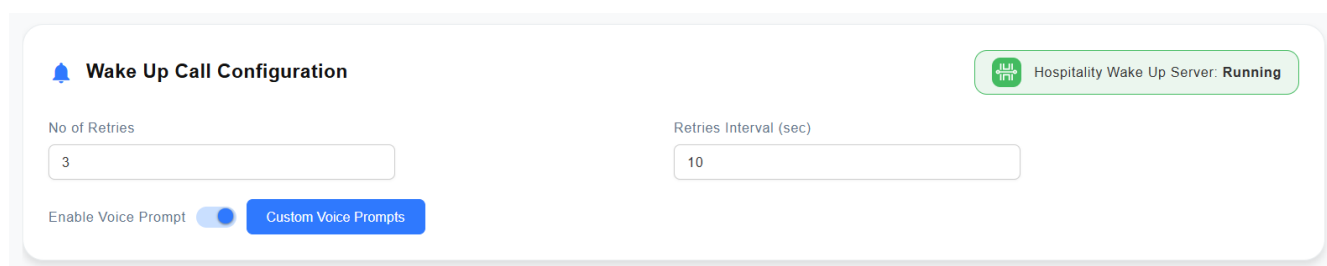 Wake Up Call Configuration
Hospitality Wake Up Server: Running
No of Retries
Retries Interval (sec)
3
10
Enable Voice Prompt
Custom Voice Prompts